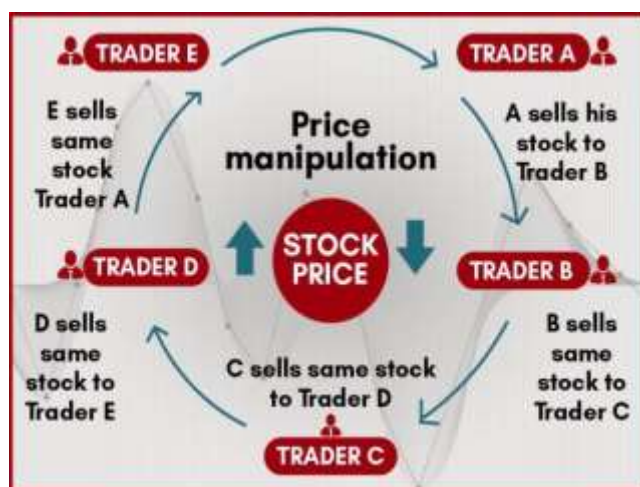 TRADER E
TRADER A
E sells
same
stock
Trader A
Price
manipulation
A sells his
stock to
Trader B
STOCK
PRICE
TRADER D
TRADER B
D sells
same
stock to
Trader E
C sells same stock
to Trader D
B sells
same
stock to
Trader C
TRADER C